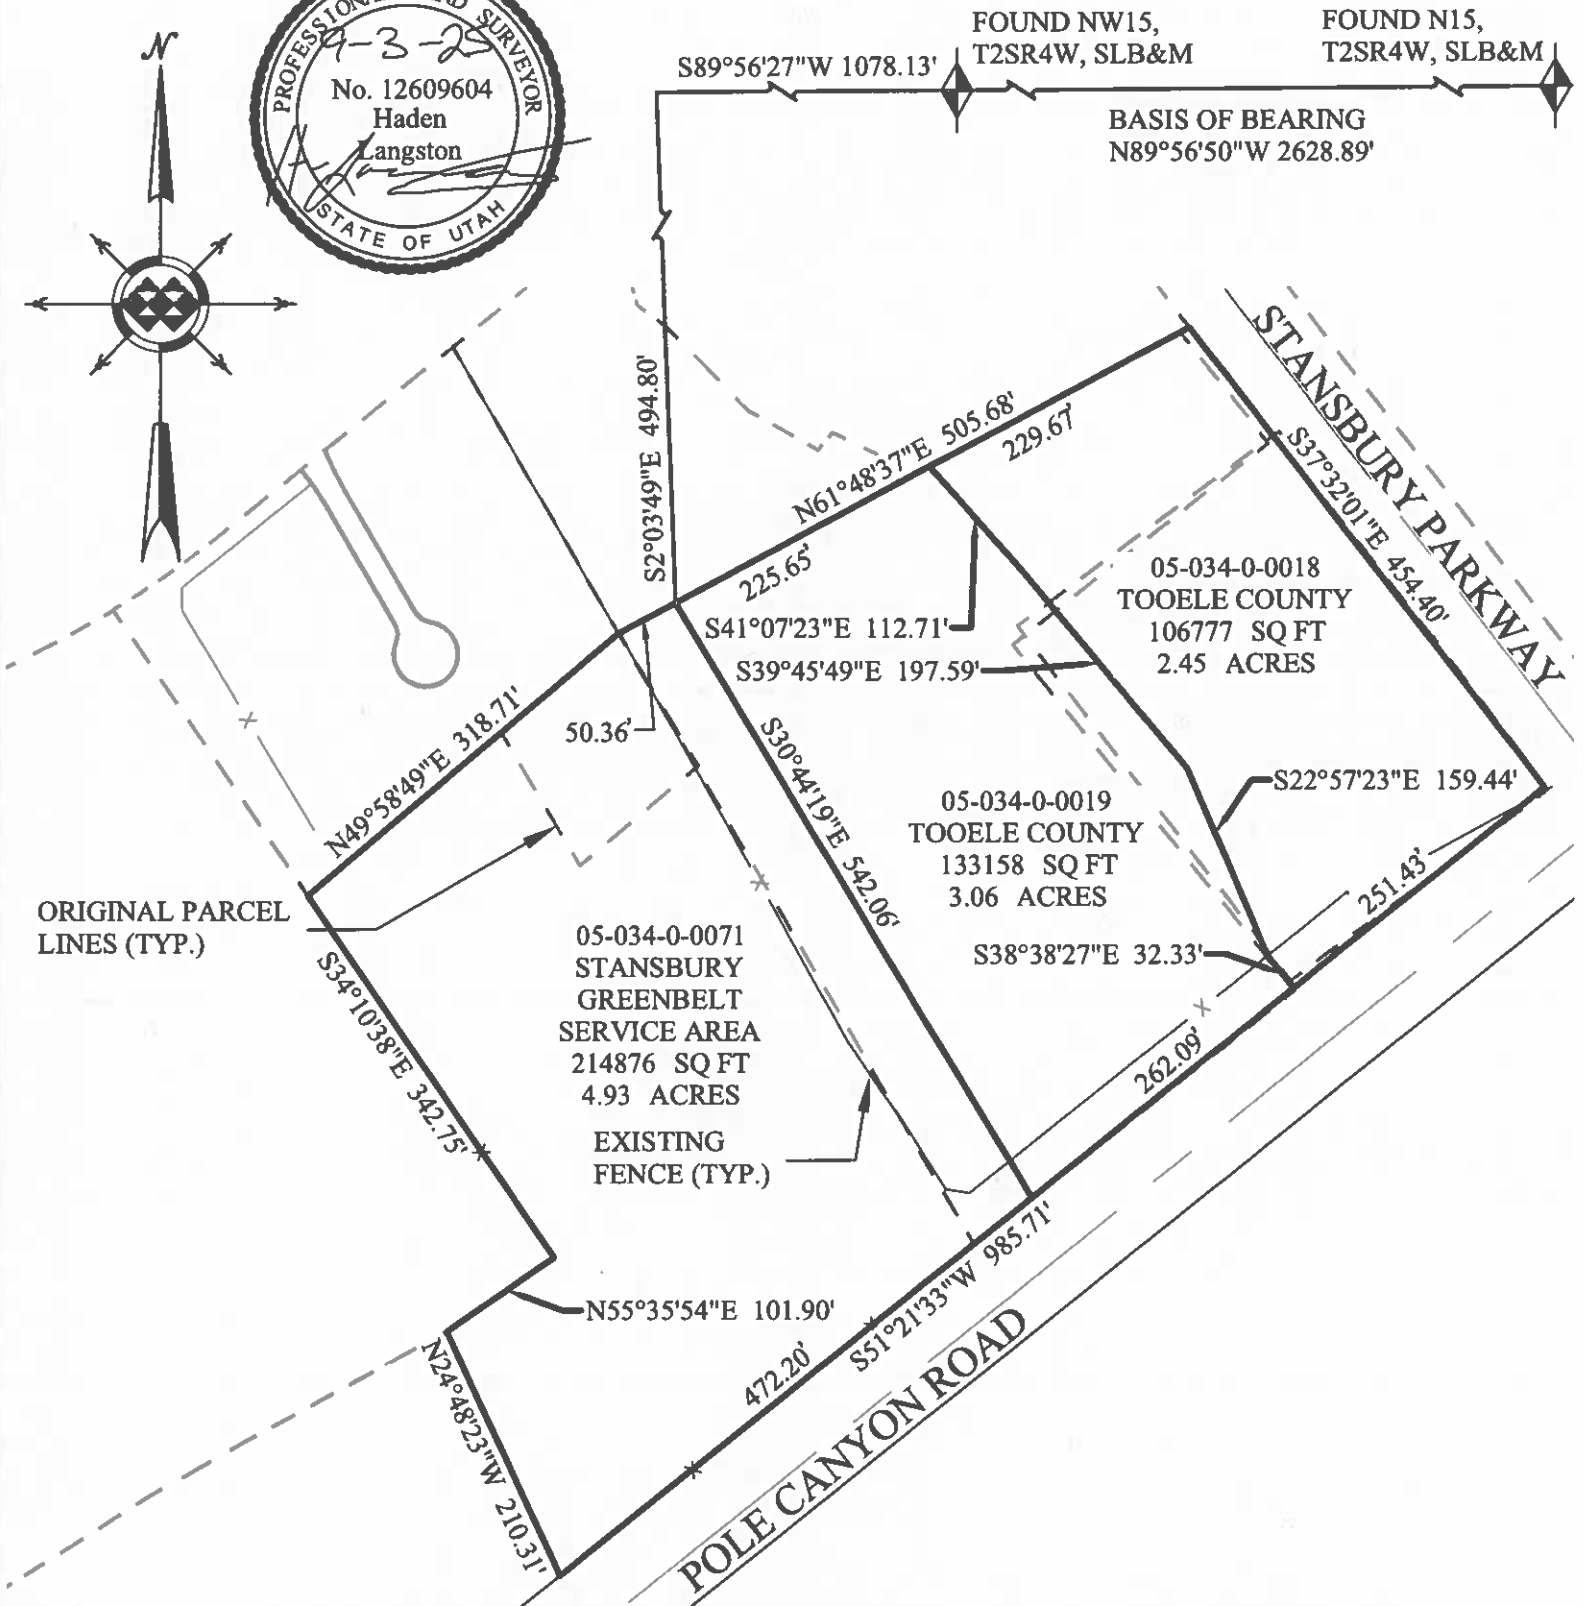 N
PROFESSIONAL LAND SURVEYOR
9-3-25
No. 12609604
Haden
Langston
STATE OF UTAH
S89°56'27"W 1078.13'
FOUND NW15,
T2SR4W, SLB&M
FOUND N15,
T2SR4W, SLB&M
BASIS OF BEARING
N89°56'50"W 2628.89'
S2°03'49"E 494.80'
N61°48'37"E 505.68'
229.67'
225.65'
STANSBURY PARKWAY
S37°32'01"E 454.40'
05-034-0-0018
TOOELE COUNTY
106777 SQ FT
2.45 ACRES
S41°07'23"E 112.71'
S39°45'49"E 197.59'
50.36'
N49°58'49"E 318.71'
S30°44'19"E 542.06'
S22°57'23"E 159.44'
05-034-0-0019
TOOELE COUNTY
133158 SQ FT
3.06 ACRES
251.43'
ORIGINAL PARCEL
LINES (TYP.)
05-034-0-0071
STANSBURY
GREENBELT
SERVICE AREA
214876 SQ FT
4.93 ACRES
S38°38'27"E 32.33'
S34°10'38"E 342.75'
262.09'
EXISTING
FENCE (TYP.)
N55°35'54"E 101.90'
S51°21'33"W 985.71'
472.20'
N24°48'23"W 210.31'
POLE CANYON ROAD